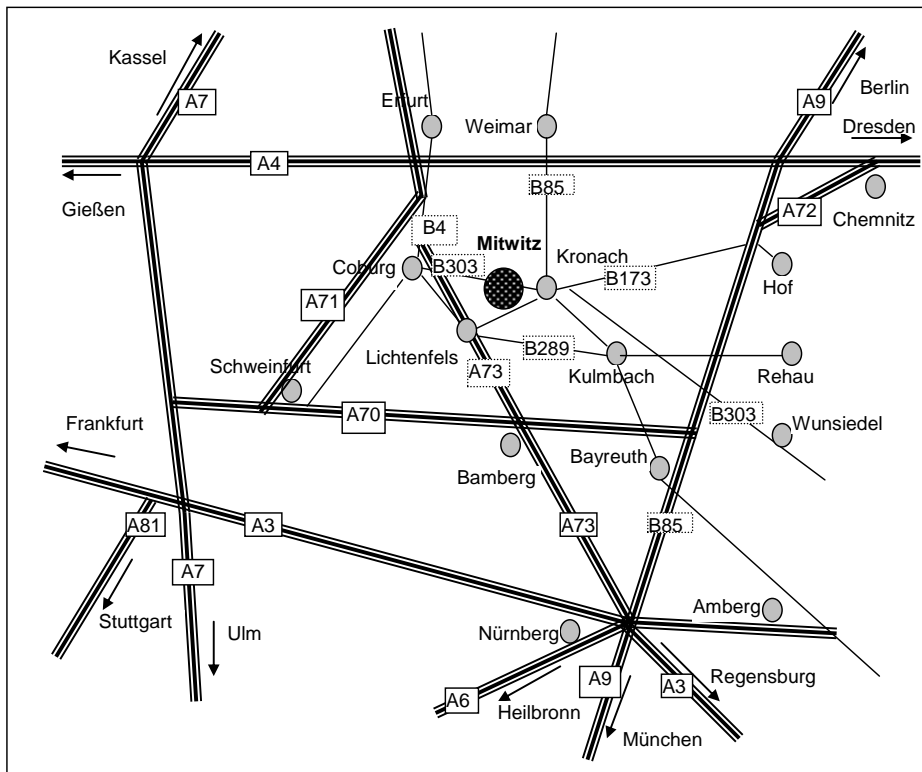 Kassel
A7
Erfurt
Weimar
A9
Berlin
Dresden
A4
Gießen
B85
A72
Chemnitz
B4
Mitwitz
Kronach
Coburg
B303
B173
Hof
A71
Lichtenfels
B289
Schweinfurt
A73
Kulmbach
Rehau
A70
B303
Wunsiedel
Frankfurt
Bamberg
Bayreuth
A81
A3
A73
B85
A7
Stuttgart
Ulm
Nürnberg
Amberg
A9
A3
Regensburg
A6
Heilbronn
München